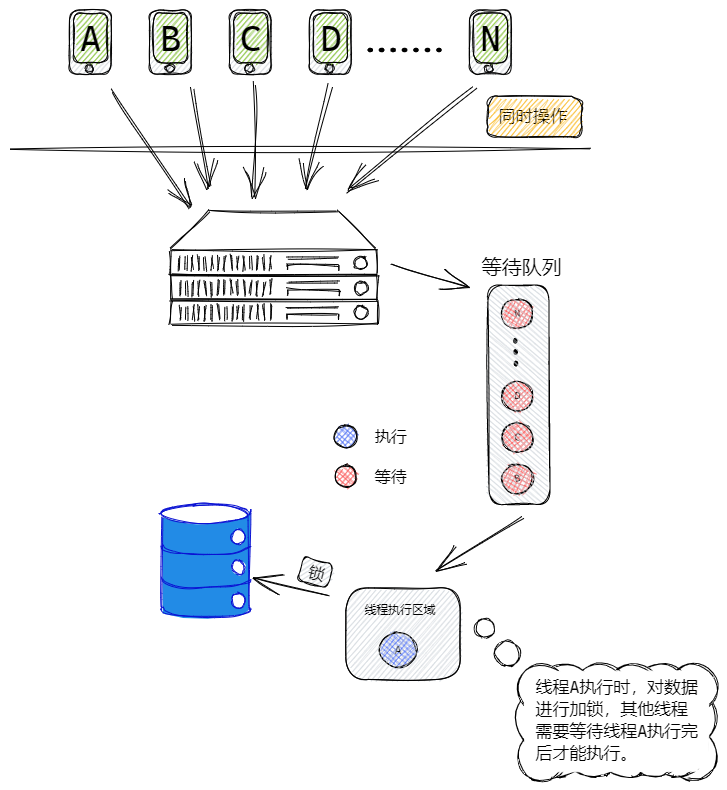 A B C D ....... N
同时操作
等待队列
N
D
C
B
执行
等待
锁
线程执行区域
A
线程A执行时，对数据
进行加锁，其他线程
需要等待线程A执行完
后才能执行。